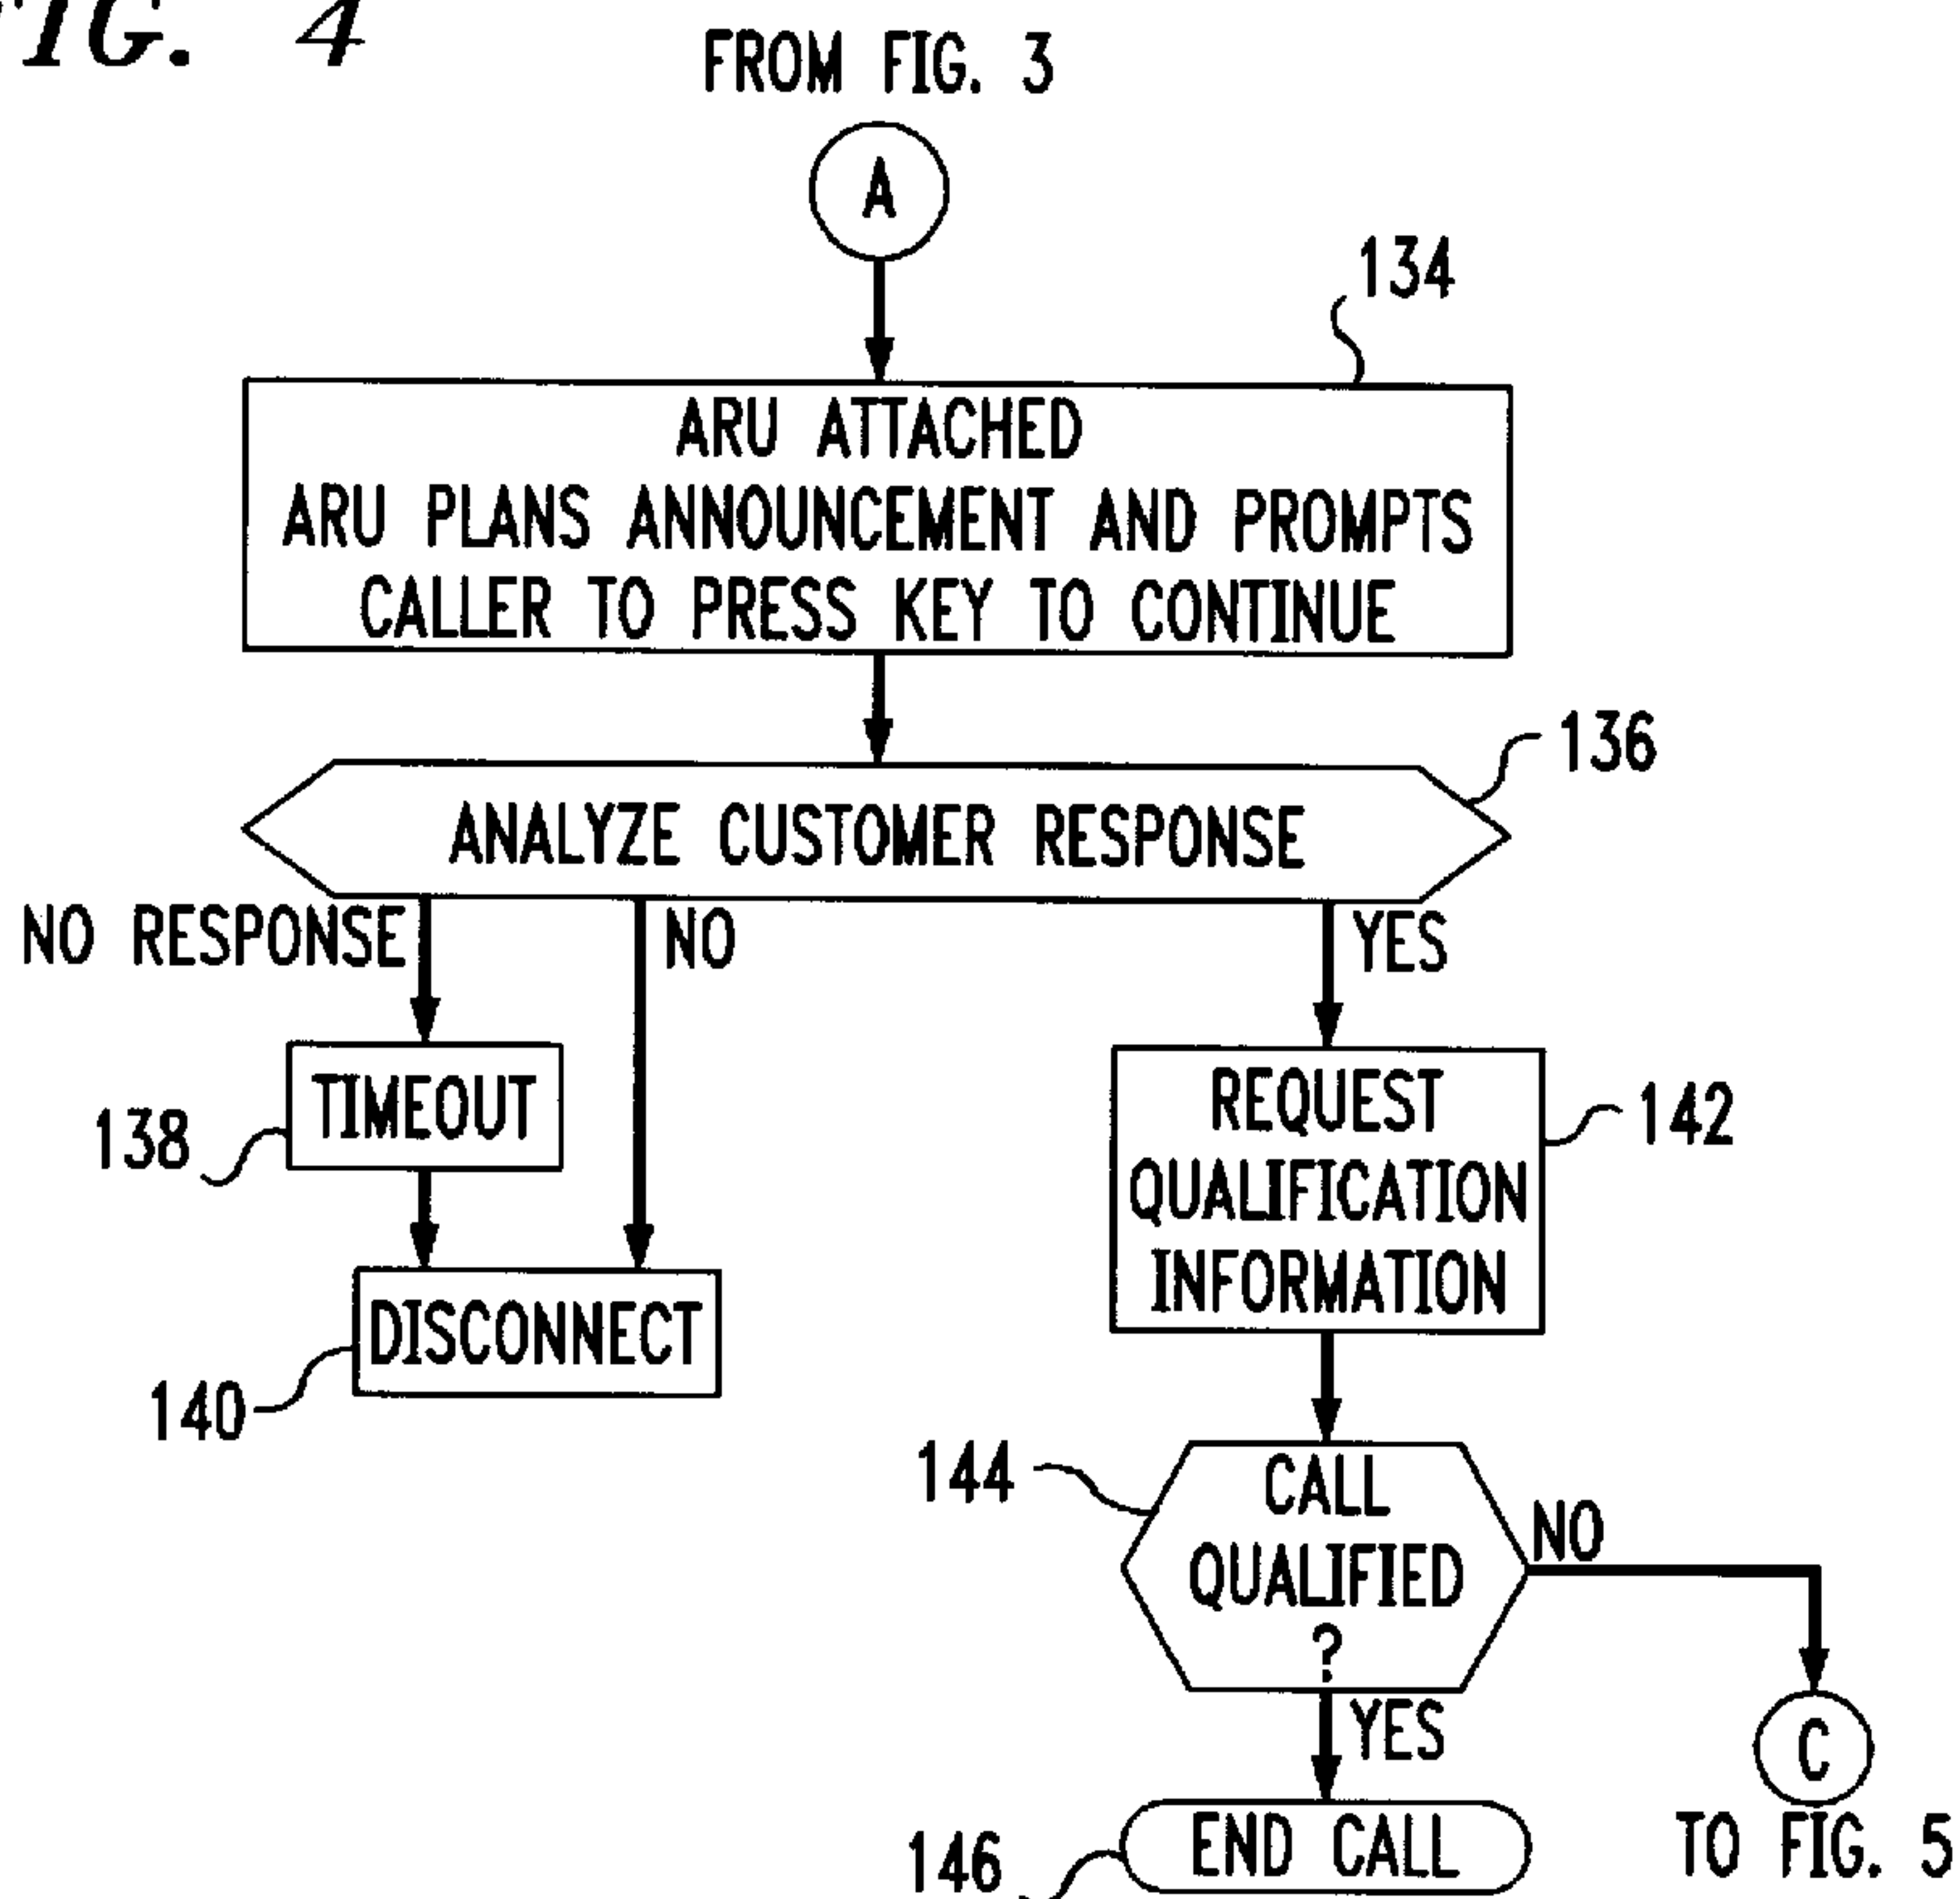 FIG. 4
FROM FIG. 3
A
134
ARU ATTACHED
ARU PLANS ANNOUNCEMENT AND PROMPTS
CALLER TO PRESS KEY TO CONTINUE
136
ANALYZE CUSTOMER RESPONSE
NO RESPONSE
NO
YES
TIMEOUT
138
REQUEST
QUALIFICATION
INFORMATION
142
DISCONNECT
140
144
CALL
QUALIFIED
?
NO
YES
C
TO FIG. 5
146
END CALL